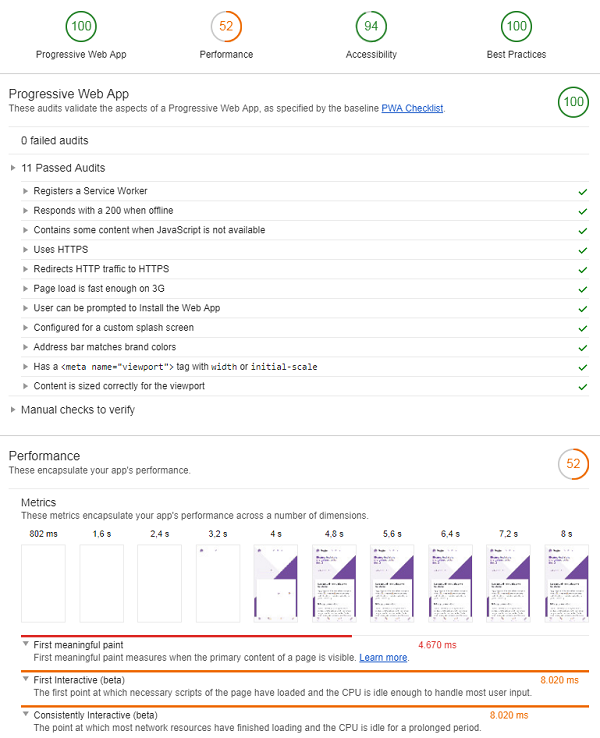 100 52 94 100
Progressive Web App Performance Accessibility Best Practices
Progressive Web App
These audits validate the aspects of a Progressive Web App, as specified by the baseline PWA Checklist.
100
0 failed audits
11 Passed Audits
Registers a Service Worker
Responds with a 200 when offline
Contains some content when JavaScript is not available
Uses HTTPS
Redirects HTTP traffic to HTTPS
Page load is fast enough on 3G
User can be prompted to Install the Web App
Configured for a custom splash screen
Address bar matches brand colors
Has a <meta name="viewport"> tag with width or initial-scale
Content is sized correctly for the viewport
Manual checks to verify
Performance
These encapsulate your app's performance.
52
Metrics
These metrics encapsulate your app's performance across a number of dimensions.
802 ms 1,6 s 2,4 s 3,2 s 4 s 4,8 s 5,6 s 6,4 s 7,2 s 8 s
First meaningful paint 4.670 ms
First meaningful paint measures when the primary content of a page is visible. Learn more.
First Interactive (beta) 8.020 ms
The first point at which necessary scripts of the page have loaded and the CPU is idle enough to handle most user input.
Consistently Interactive (beta) 8.020 ms
The point at which most network resources have finished loading and the CPU is idle for a prolonged period.